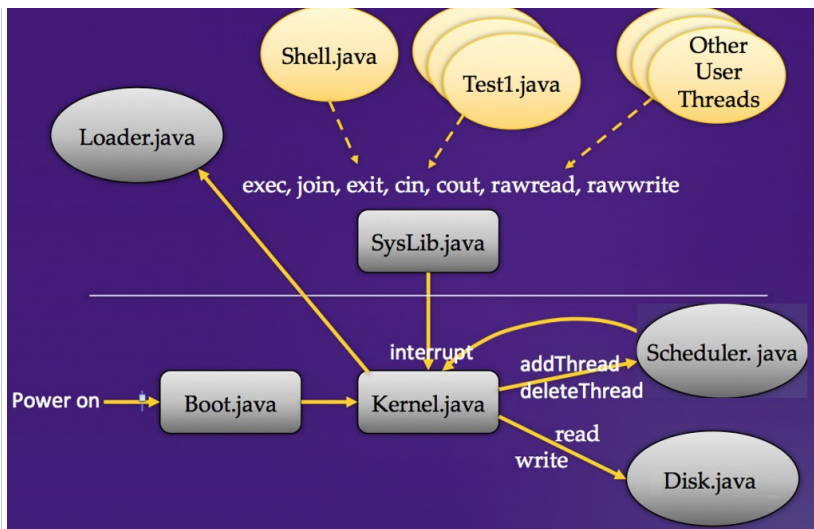 Shell.java
Test1.java
Other
User
Threads
Loader.java
exec, join, exit, cin, cout, rawread, rawwrite
SysLib.java
interrupt
addThread
deleteThread
Scheduler. java
Power on
Boot.java
Kernel.java
read
write
Disk.java